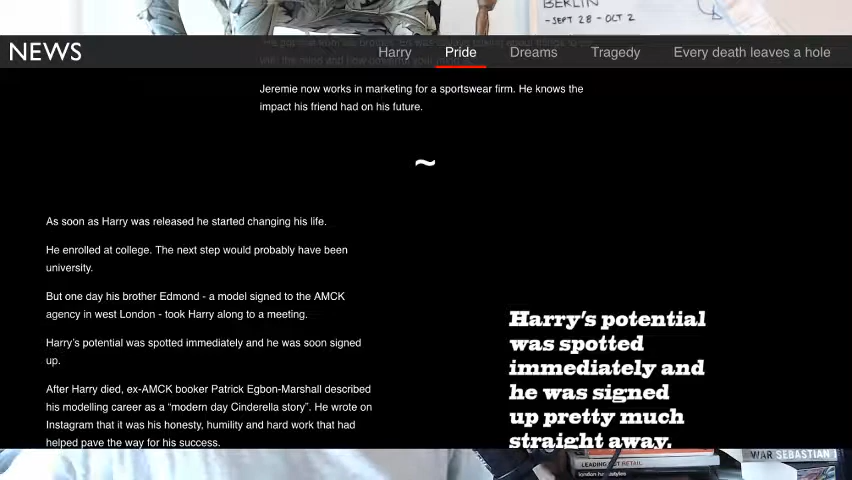 BERLIN
- SEPT 28 - OCT 2
NEWS
Harry
Pride
Dreams
Tragedy
Every death leaves a hole
Jeremie now works in marketing for a sportswear firm. He knows the
impact his friend had on his future.
~
As soon as Harry was released he started changing his life.
He enrolled at college. The next step would probably have been
university.
But one day his brother Edmond - a model signed to the AMCK
agency in west London - took Harry along to a meeting.
Harry's potential was spotted immediately and he was soon signed
up.
After Harry died, ex-AMCK booker Patrick Egbon-Marshall described
his modelling career as a “modern day Cinderella story”. He wrote on
Instagram that it was his honesty, humility and hard work that had
helped pave the way for his success.
Harry's potential
was spotted
immediately and
he was signed
up pretty much
straight away.
WAR SEBASTIAN
LEADING RETAIL
london